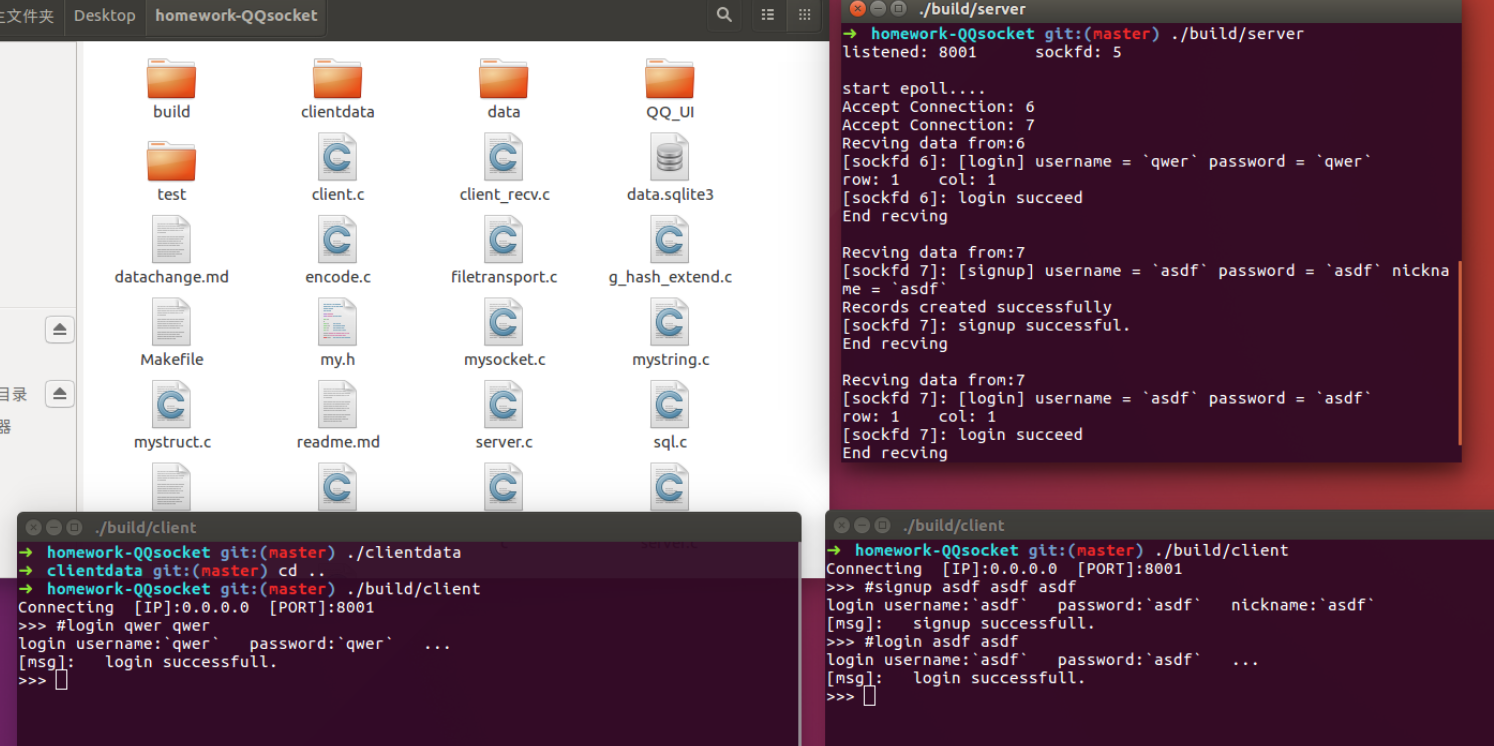 主文件夹 Desktop homework-QQsocket
build clientdata data QQ_UI
test client.c client_recv.c data.sqlite3
datachange.md encode.c filetransport.c g_hash_extend.c
Makefile my.h mysocket.c mystring.c
mystruct.c readme.md server.c sql.c
目录
器
./build/server
➜ homework-QQsocket git:(master) ./build/server
listened: 8001 sockfd: 5
start epoll....
Accept Connection: 6
Accept Connection: 7
Recving data from:6
[sockfd 6]: [login] username = `qwer` password = `qwer`
row: 1 col: 1
[sockfd 6]: login succeed
End recving
Recving data from:7
[sockfd 7]: [signup] username = `asdf` password = `asdf` nickna
me = `asdf`
Records created successfully
[sockfd 7]: signup successful.
End recving
Recving data from:7
[sockfd 7]: [login] username = `asdf` password = `asdf`
row: 1 col: 1
[sockfd 7]: login succeed
End recving
./build/client
➜ homework-QQsocket git:(master) ./clientdata
➜ clientdata git:(master) cd ..
➜ homework-QQsocket git:(master) ./build/client
Connecting [IP]:0.0.0.0 [PORT]:8001
>>> #login qwer qwer
login username:`qwer` password:`qwer` ...
[msg]: login successfull.
>>>
./build/client
➜ homework-QQsocket git:(master) ./build/client
Connecting [IP]:0.0.0.0 [PORT]:8001
>>> #signup asdf asdf asdf
login username:`asdf` password:`asdf` nickname:`asdf`
[msg]: signup successfull.
>>> #login asdf asdf
login username:`asdf` password:`asdf` ...
[msg]: login successfull.
>>>